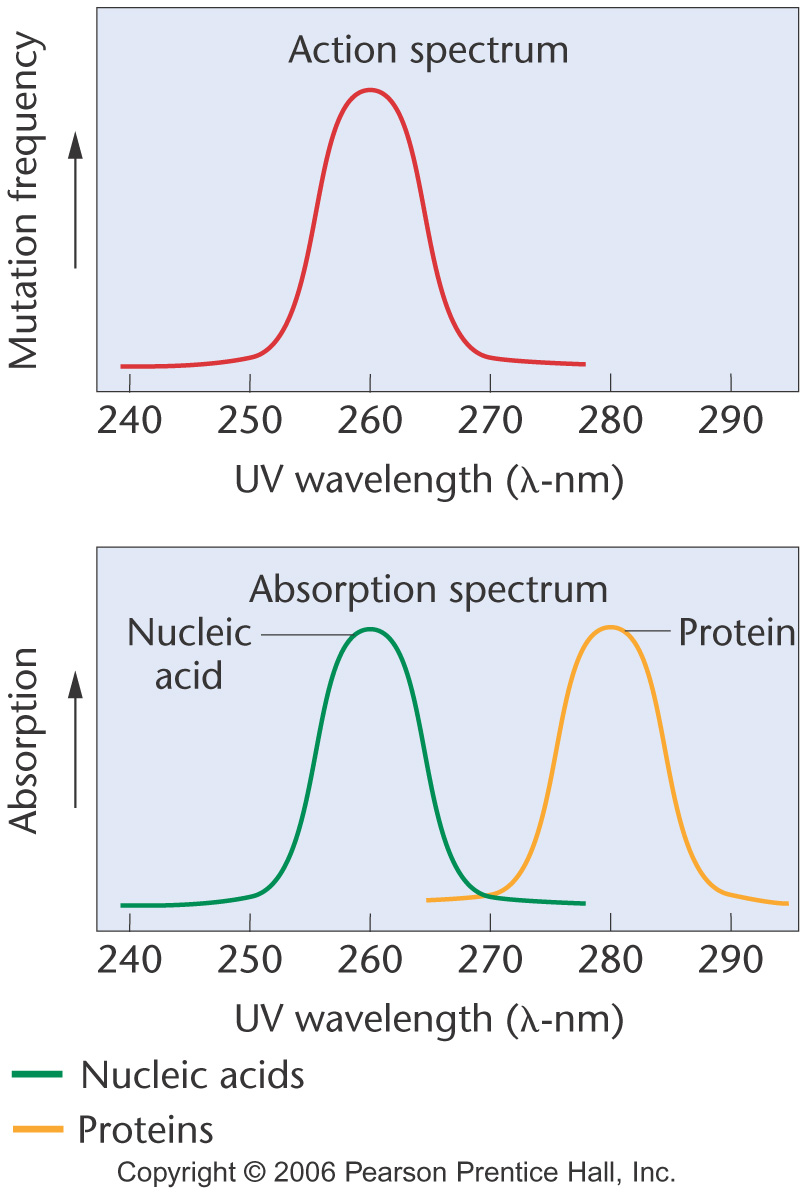 Action spectrum
Mutation frequency
240 250 260 270 280 290
UV wavelength (λ-nm)
Absorption spectrum
Nucleic
acid
Protein
Absorption
240 250 260 270 280 290
UV wavelength (λ-nm)
Nucleic acids
Proteins
Copyright © 2006 Pearson Prentice Hall, Inc.